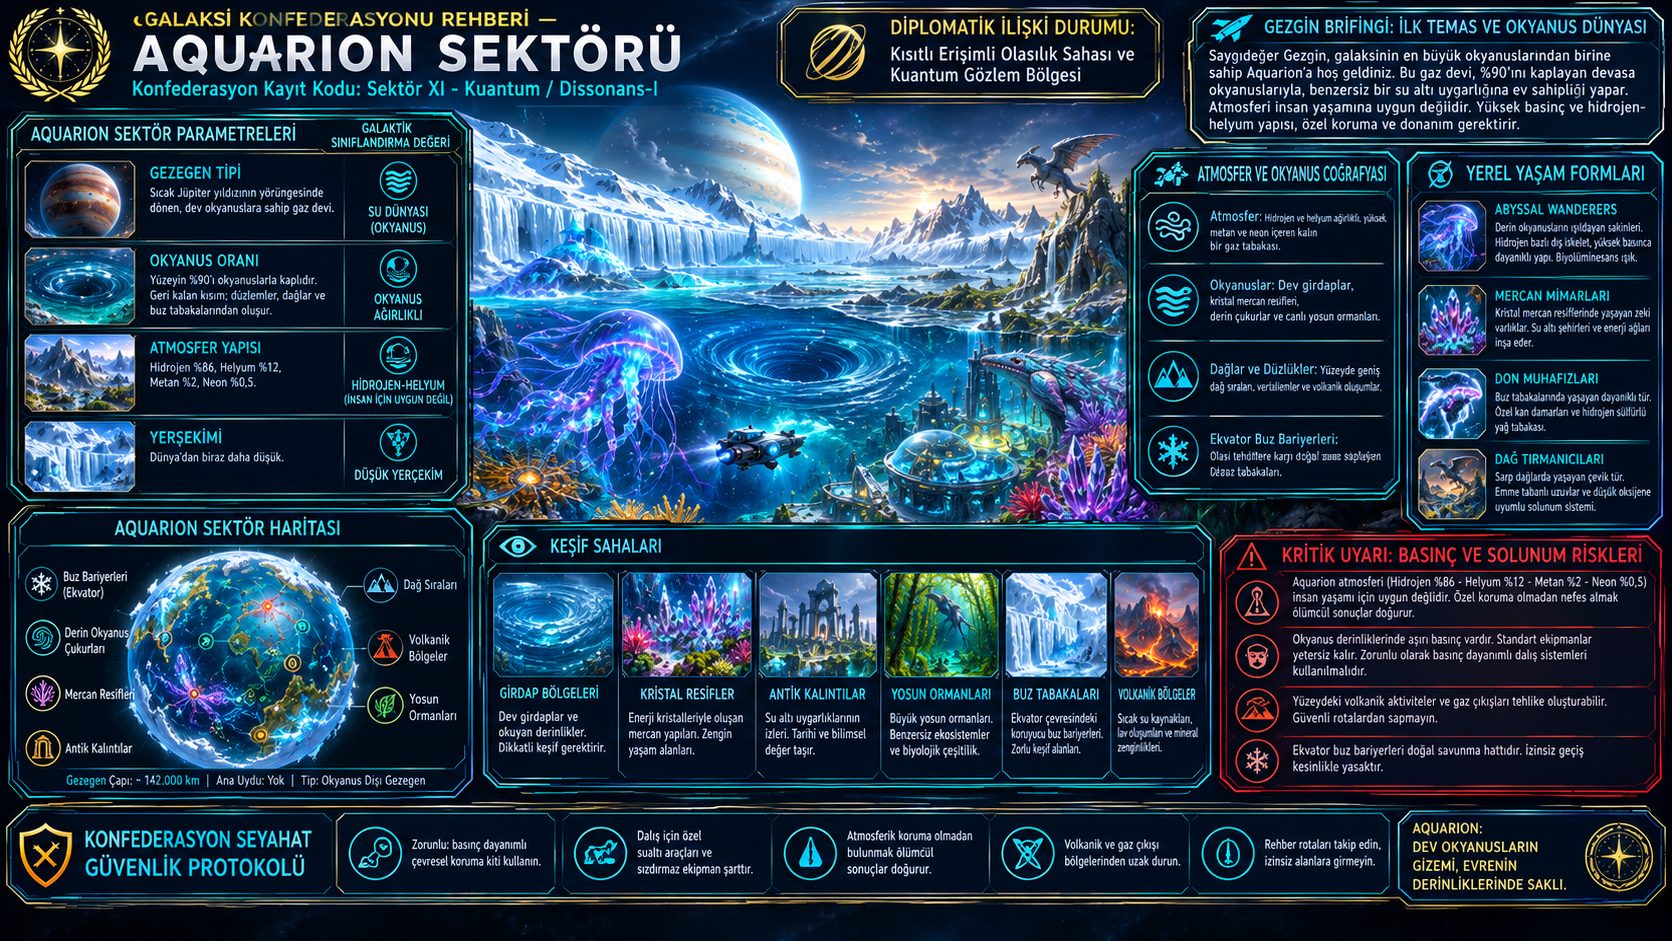 GALAKSİ KONFEDERASYONU REHBERİ —
AQUARION SEKTÖRÜ
Konfederasyon Kayıt Kodu: Sektör XI - Kuantum / Dissonans-I
DİPLOMATİK İLİŞKİ DURUMU:
Kısıtlı Erişimli Olasılık Sahası ve
Kuantum Gözlem Bölgesi
GEZGİN BRİFİNGİ: İLK TEMAS VE OKYANUS DÜNYASI
Saygıdeğer Gezgin, galaksinin en büyük okyanuslarından birine
sahip Aquarion'a hoş geldiniz. Bu gaz devi, %90'ını kaplayan devasa
okyanuslarıyla, benzersiz bir su altı uygarlığına ev sahipliği yapar.
Atmosferi insan yaşamına uygun değildir. Yüksek basınç ve hidrojen-
helyum yapısı, özel koruma ve donanım gerektirir.
AQUARION SEKTÖR PARAMETRELERİ
GALAKTİK
SINIFLANDIRMA DEĞERİ
GEZEGEN TİPİ
Sıcak Jüpiter yıldızının yörüngesinde
dönen, dev okyanuslara sahip gaz devi.
SU DÜNYASI
(OKYANUS)
OKYANUS ORANI
Yüzeyin %90'ı okyanuslarla kaplıdır.
Geri kalan kısım; düzlemler, dağlar ve
buz tabakalarından oluşur.
OKYANUS
AĞIRLIKLI
ATMOSFER YAPISI
Hidrojen %86, Helyum %12,
Metan %2, Neon %0,5.
HİDROJEN-HELYUM
(İNSAN İÇİN UYGUN DEĞİL)
YERŞEKİMİ
Dünya'dan biraz daha düşük.
DÜŞÜK YERÇEKİM
ATMOSFER VE OKYANUS COĞRAFYASI
Atmosfer: Hidrojen ve helyum ağırlıklı, yüksek
metan ve neon içeren kalın
bir gaz tabakası.
Okyanuslar: Dev girdaplar,
kristal mercan resifleri,
derin çukurlar ve canlı yosun ormanları.
Dağlar ve Düzlükler: Yüzeyde geniş
dağ sıraları, ve volkanik oluşumlar.
Ekvator Buz Bariyerleri:
karşı doğal
tabakaları.
YEREL YAŞAM FORMLARI
ABYSSAL WANDERERS
Derin okyanusların ışıldayan sakinleri.
Hidrojen bazlı dış iskelet, yüksek basınca
dayanıklı yapı. Biyolüminesans ışık.
MERCAN MİMARLARI
Kristal mercan resiflerinde yaşayan zeki
varlıklar. Su altı şehirleri ve enerji ağları
inşa eder.
DON MUHAFIZLARI
Buz tabakalarında yaşayan dayanıklı tür.
Özel kan damarları ve hidrojen sülfürlü
yağ tabakası.
DAĞ TIRMANICILARI
Sarp dağlarda yaşayan çevik tür.
Emme tabanlı uzuvlar ve düşük oksijene
uyumlu solunum sistemi.
AQUARION SEKTÖR HARİTASI
Buz Bariyerleri
(Ekvator)
Derin Okyanus
Çukurları
Mercan Resifleri
Antik Kalıntılar
Dağ Sıraları
Volkanik
Bölgeler
Yosun
Ormanları
Gezegen Çapı: ~ 142.000 km | Ana Uydu: Yok | Tip: Okyanus Dışı Gezegen
KEŞİF SAHALARI
GİRDAP BÖLGELERİ
Dev girdaplar ve
okuyan derinlikler.
Dikkatli keşif gerektirir.
KRİSTAL RESİFLER
Enerji kristalleriyle oluşan
mercan yapıları. Zengin
yaşam alanları.
ANTİK KALINTILAR
Su altı uygarlıklarının
izleri. Tarihi ve bilimsel
değer taşır.
YOSUN ORMANLARI
Büyük yosun ormanları.
Benzersiz ekosistemler
ve biyolojik çeşitlilik.
BUZ TABAKALARI
Ekvator çevresindeki
koruyucu buz bariyerleri.
Zorlu keşif alanları.
VOLKANİK BÖLGELER
Sıcak su kaynakları,
lav oluşumları ve mineral
zenginlikleri.
KRİTİK UYARI: BASINÇ VE SOLUNUM RİSKLERİ
Aquarion atmosferi (Hidrojen %86 - Helyum %12 - Metan %2 - Neon %0,5)
insan yaşamı için uygun değildir. Özel koruma olmadan nefes almak
ölümcül sonuçlar doğurur.
Okyanus derinliklerinde aşırı basınç vardır. Standart ekipmanlar
yetersiz kalır. Zorunlu olarak basınç dayanımlı dalış sistemleri
kullanılmalıdır.
Yüzeydeki volkanik aktiviteler ve gaz çıkışları tehlike oluşturabilir.
Güvenli rotalardan sapmayın.
Ekvator buz bariyerleri doğal savunma hattıdır. İzinsiz geçiş
kesinlikle yasaktır.
KONFEDERASYON SEYAHAT
GÜVENLİK PROTOKOLÜ
Zorunlu: basınç dayanımlı
çevresel koruma kiti kullanın.
Dalış için özel
sualtı araçları ve
sızdırmaz ekipman şarttır.
Atmosferik koruma olmadan
bulunmak ölümcül
sonuçlar doğurur.
Volkanik ve gaz çıkışı
bölgelerinden uzak durun.
Rehber rotaları takip edin,
izinsiz alanlara girmeyin.
AQUARION:
DEV OKYANUSLARIN
GİZEMİ, EVRENİN
DERİNLİKLERİNDE SAKLI.